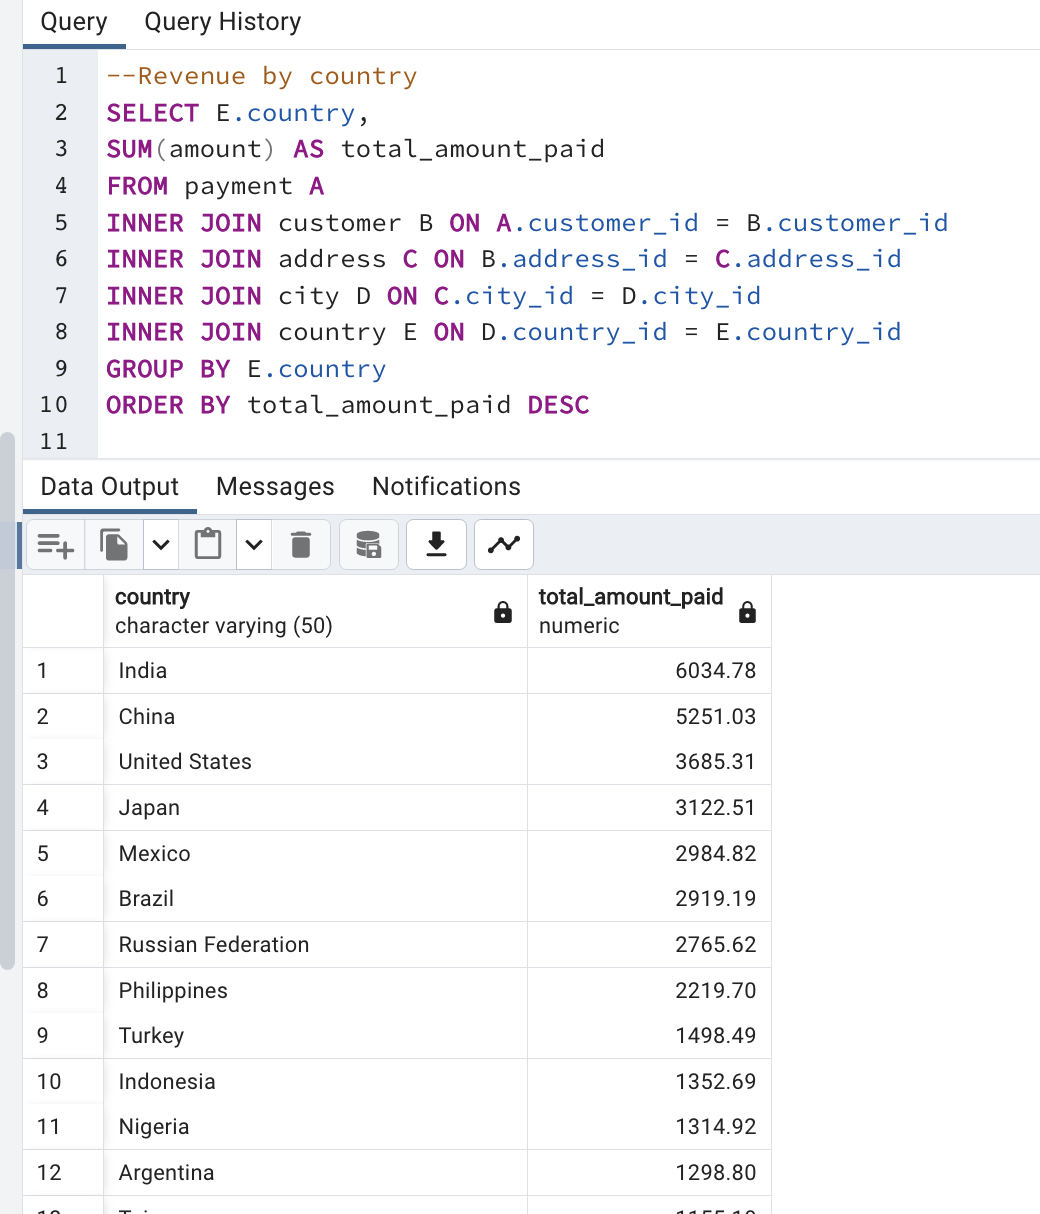 Query Query History
1 --Revenue by country
2 SELECT E.country,
3 SUM(amount) AS total_amount_paid
4 FROM payment A
5 INNER JOIN customer B ON A.customer_id = B.customer_id
6 INNER JOIN address C ON B.address_id = C.address_id
7 INNER JOIN city D ON C.city_id = D.city_id
8 INNER JOIN country E ON D.country_id = E.country_id
9 GROUP BY E.country
10 ORDER BY total_amount_paid DESC
11
Data Output Messages Notifications
country total_amount_paid
character varying (50) numeric
1 India 6034.78
2 China 5251.03
3 United States 3685.31
4 Japan 3122.51
5 Mexico 2984.82
6 Brazil 2919.19
7 Russian Federation 2765.62
8 Philippines 2219.70
9 Turkey 1498.49
10 Indonesia 1352.69
11 Nigeria 1314.92
12 Argentina 1298.80